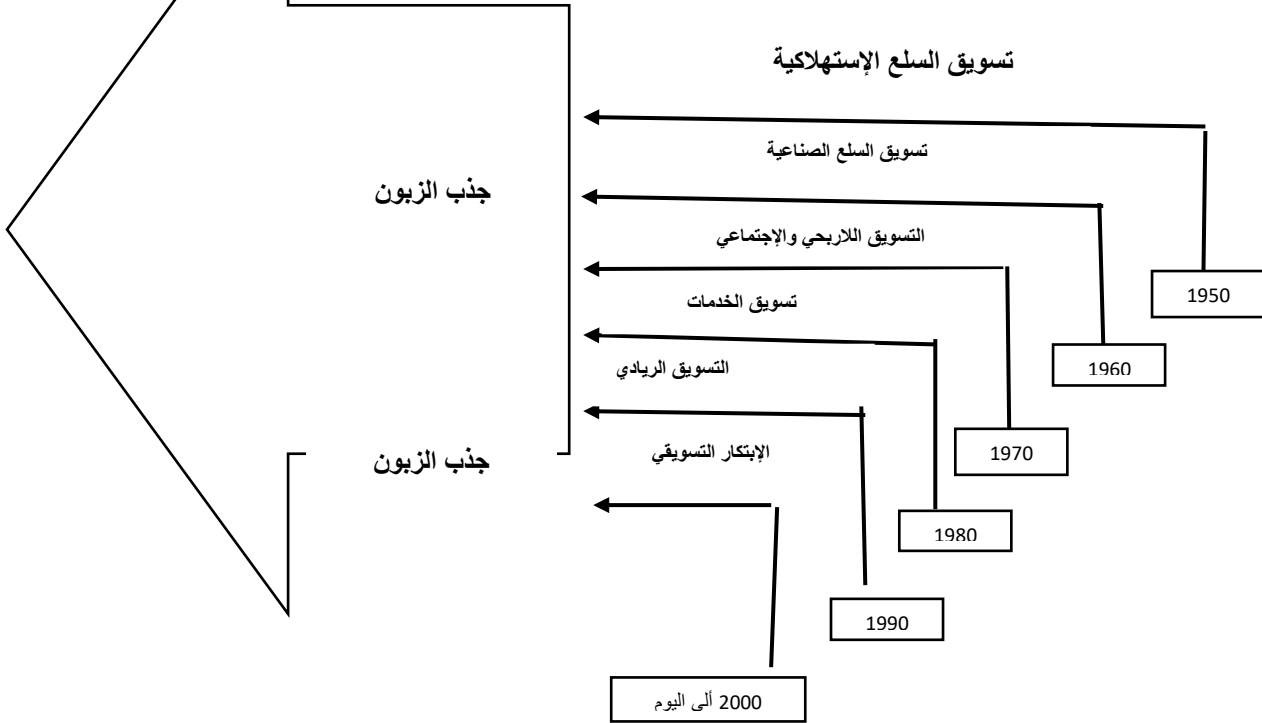 تسويق السلع الإستهلاكية
تسويق السلع الصناعية
جذب الزبون
التسويق اللاربحي والإجتماعي
1950
تسويق الخدمات
1960
التسويق الريادي
الإبتكار التسويقي
جذب الزبون
1970
1980
1990
2000 ألى اليوم